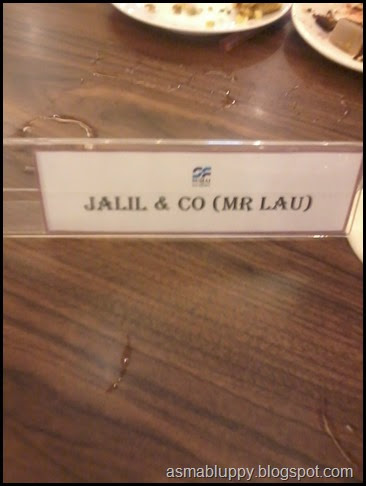 JALIL & CO (MR LAU)
asmabluppy.blogspot.com